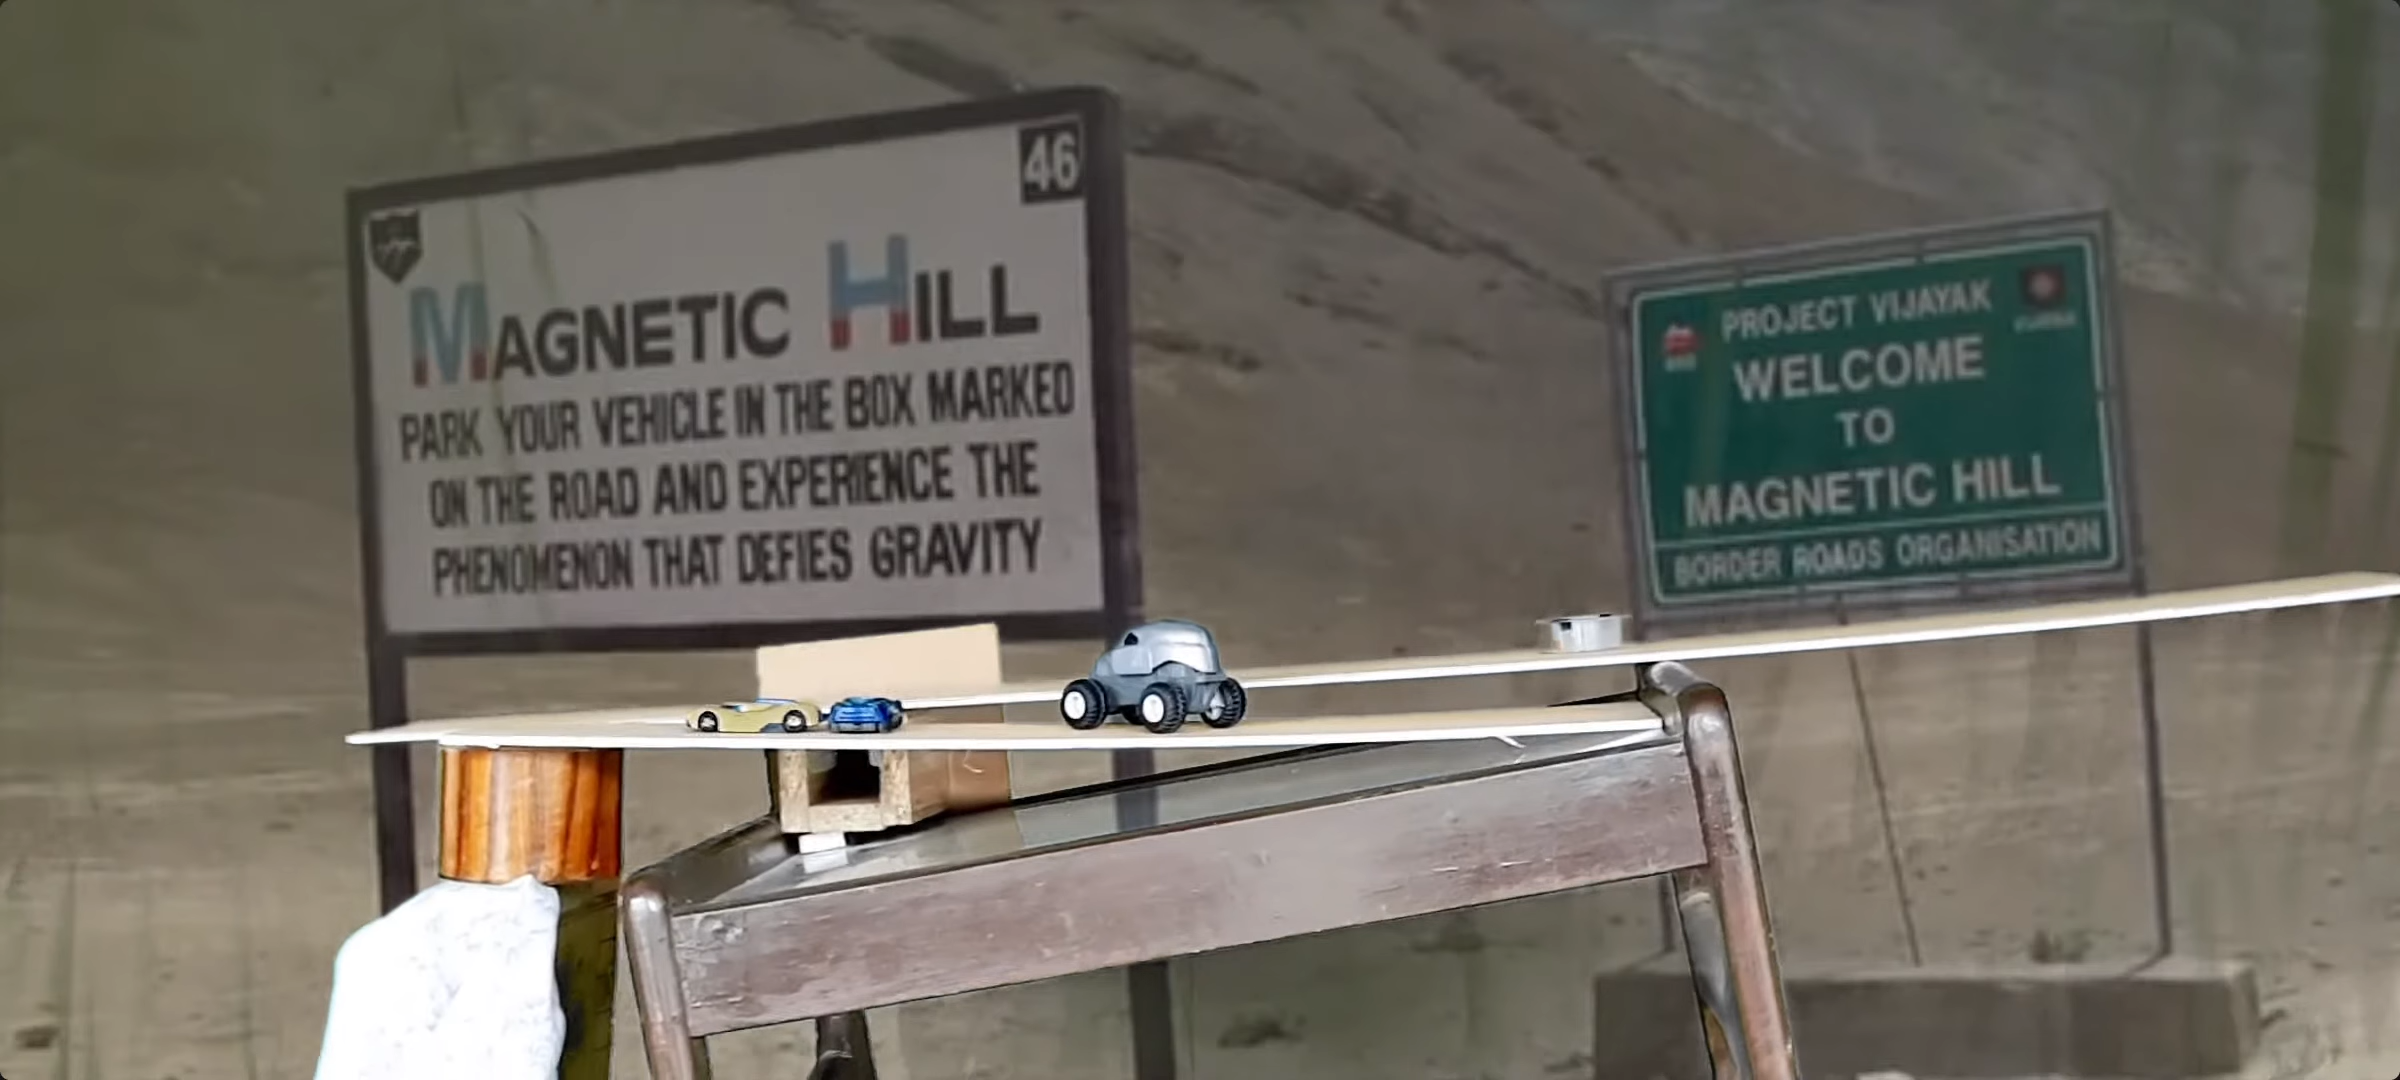 46
MAGNETIC HILL
PARK YOUR VEHICLE IN THE BOX MARKED
ON THE ROAD AND EXPERIENCE THE
PHENOMENON THAT DEFIES GRAVITY
PROJECT VIJAYAK
WELCOME
TO
MAGNETIC HILL
BORDER ROADS ORGANISATION